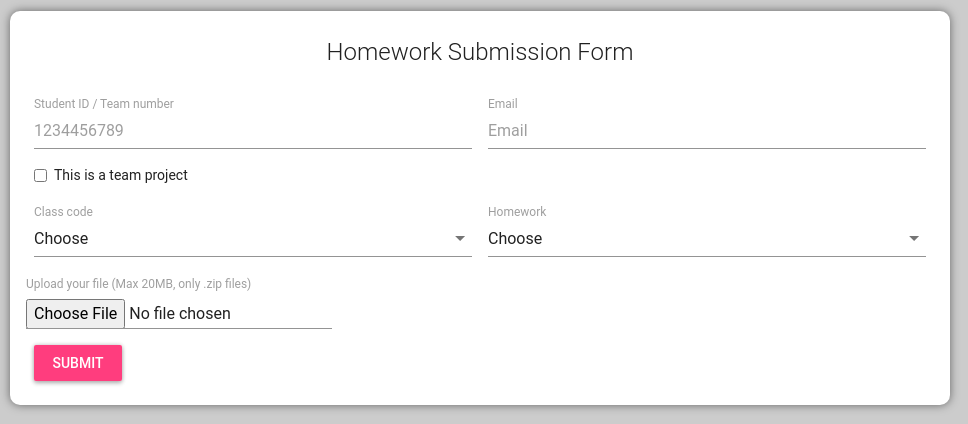 Homework Submission Form
Student ID / Team number
Email
1234456789
Email
This is a team project
Class code
Homework
Choose
Choose
Upload your file (Max 20MB, only .zip files)
Choose File No file chosen
SUBMIT